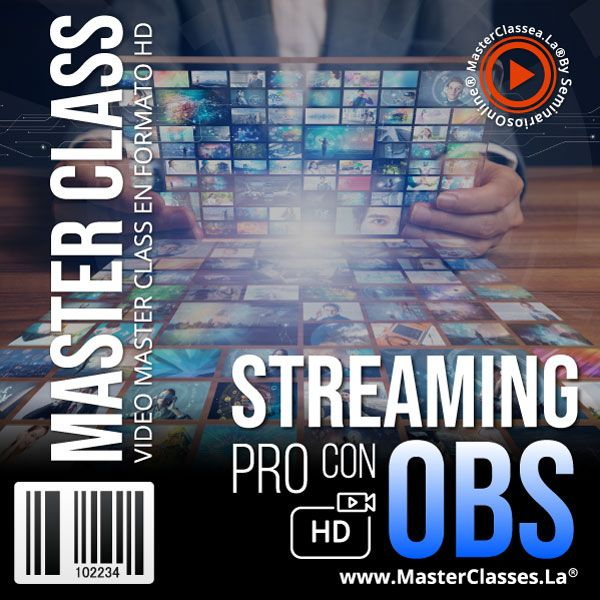 MASTER CLASS
VIDEO MASTER CLASS EN FORMATO HD
MasterClassea.La®By SeminariosOnline®
STREAMING
PRO CON OBS
HD
102234
www.MasterClasses.La®